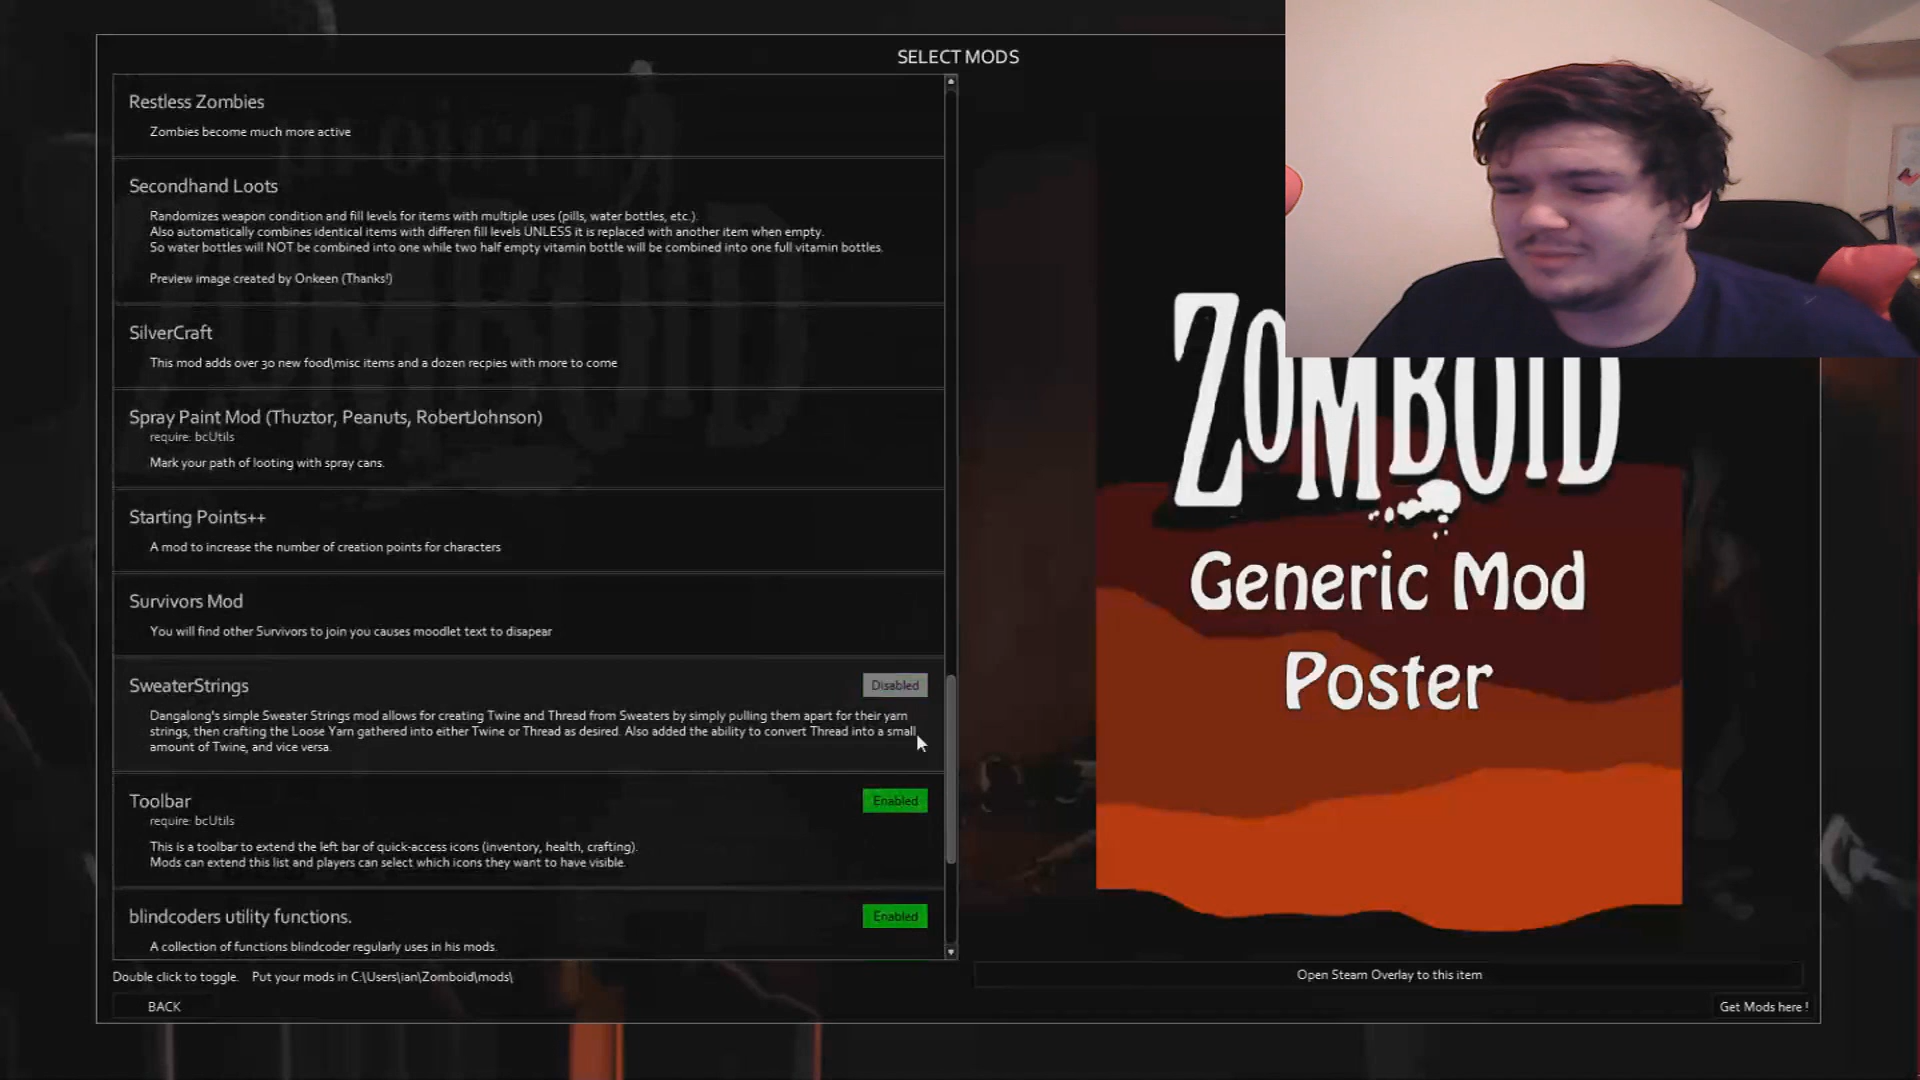 SELECT MODS
Restless Zombies
Zombies become much more active
Secondhand Loots
Randomizes weapon condition and fill levels for items with multiple uses (pills, water bottles, etc.).
Also automatically combines identical items with differen fill levels UNLESS it is replaced with another item when empty.
So water bottles will NOT be combined into one while two half empty vitamin bottle will be combined into one full vitamin bottles.
Preview image created by Onkeen (Thanks!)
SilverCraft
This mod adds over 30 new food\misc items and a dozen recpies with more to come
Spray Paint Mod (Thuztor, Peanuts, RobertJohnson)
require: bcUtils
Mark your path of looting with spray cans.
Starting Points++
A mod to increase the number of creation points for characters
Survivors Mod
You will find other Survivors to join you causes moodlet text to disapear
SweaterStrings
Disabled
Dangalong's simple Sweater Strings mod allows for creating Twine and Thread from Sweaters by simply pulling them apart for their yarn
strings, then crafting the Loose Yarn gathered into either Twine or Thread as desired. Also added the ability to convert Thread into a small
amount of Twine, and vice versa.
Toolbar
Enabled
require: bcUtils
This is a toolbar to extend the left bar of quick-access icons (inventory, health, crafting).
Mods can extend this list and players can select which icons they want to have visible.
blindcoders utility functions.
Enabled
A collection of functions blindcoder regularly uses in his mods.
Double click to toggle. Put your mods in C:\Users\ian\Zomboid\mods\
BACK
ZOMBOID
Generic Mod
Poster
Open Steam Overlay to this item
Get Mods here !